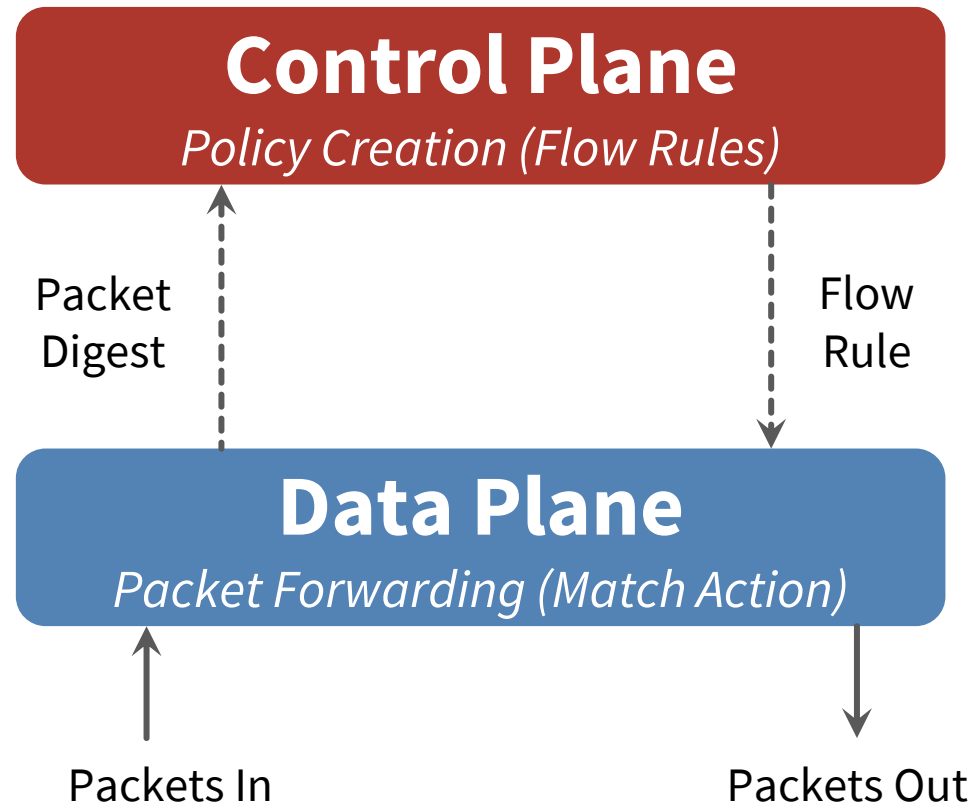 Control Plane
Policy Creation (Flow Rules)
Packet
Digest
Flow
Rule
Data Plane
Packet Forwarding (Match Action)
Packets In
Packets Out